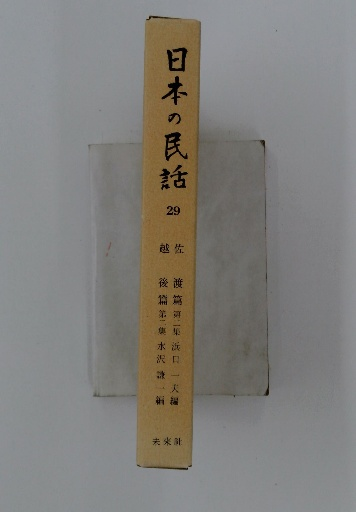 日本の民話
29
佐渡篇 第二集 浜口一夫編
越後篇 第二集 水沢謙一編
未来社